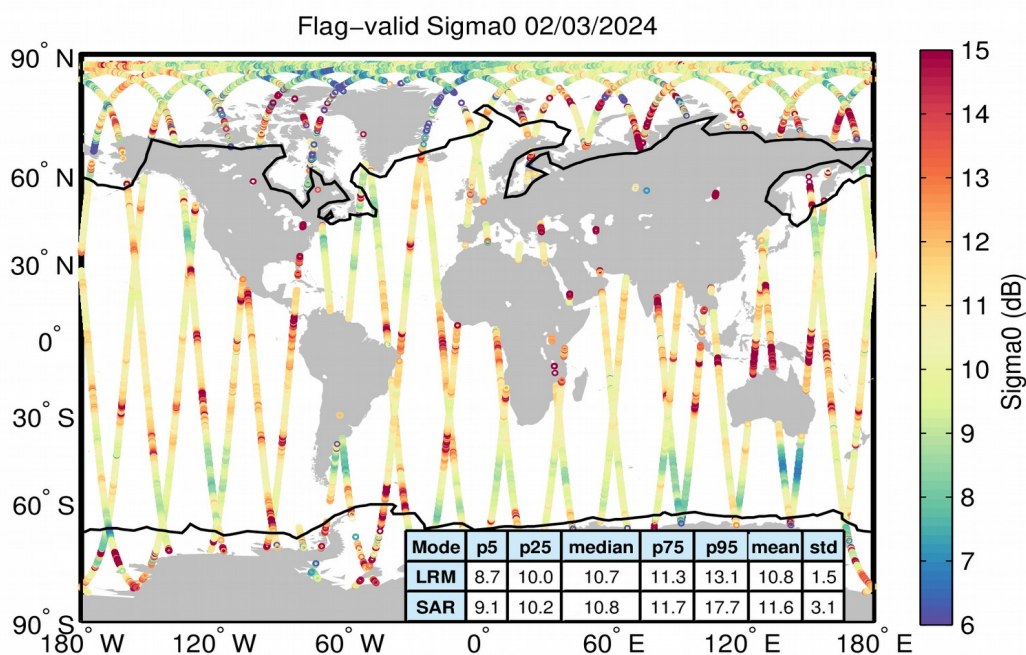 Flag−valid Sigma0 02/03/2024
90° N
60° N
30° N
0°
30° S
60° S
90° S
180° W
120° W
60° W
0°
60° E
120° E
180° E
15
14
13
12
11
10
9
8
7
6
Sigma0 (dB)
Mode p5 p25 median p75 p95 mean std
LRM 8.7 10.0 10.7 11.3 13.1 10.8 1.5
SAR 9.1 10.2 10.8 11.7 17.7 11.6 3.1